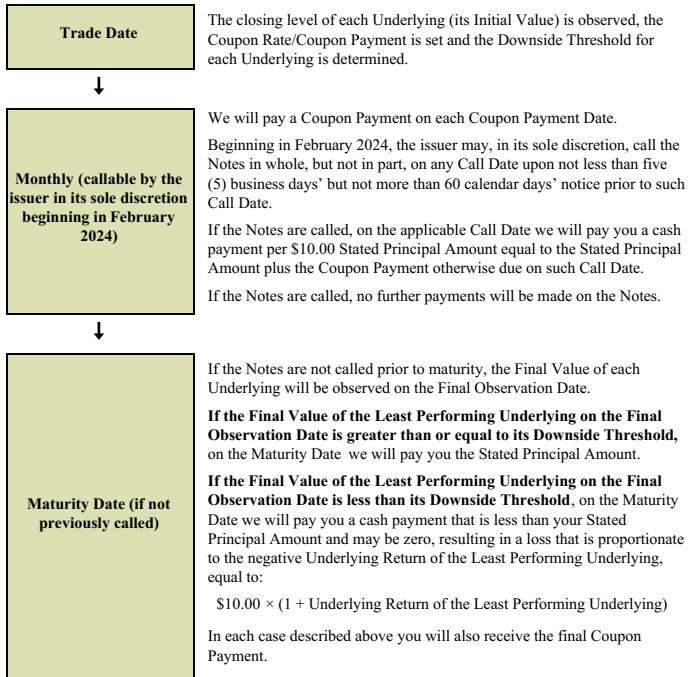 Trade Date
The closing level of each Underlying (its Initial Value) is observed, the
Coupon Rate/Coupon Payment is set and the Downside Threshold for
each Underlying is determined.
Monthly (callable by the
issuer in its sole discretion
beginning in February
2024)
We will pay a Coupon Payment on each Coupon Payment Date.
Beginning in February 2024, the issuer may, in its sole discretion, call the
Notes in whole, but not in part, on any Call Date upon not less than five
(5) business days’ but not more than 60 calendar days’ notice prior to such
Call Date.
If the Notes are called, on the applicable Call Date we will pay you a cash
payment per $10.00 Stated Principal Amount equal to the Stated Principal
Amount plus the Coupon Payment otherwise due on such Call Date.
If the Notes are called, no further payments will be made on the Notes.
Maturity Date (if not
previously called)
If the Notes are not called prior to maturity, the Final Value of each
Underlying will be observed on the Final Observation Date.
If the Final Value of the Least Performing Underlying on the Final
Observation Date is greater than or equal to its Downside Threshold,
on the Maturity Date we will pay you the Stated Principal Amount.
If the Final Value of the Least Performing Underlying on the Final
Observation Date is less than its Downside Threshold, on the Maturity
Date we will pay you a cash payment that is less than your Stated
Principal Amount and may be zero, resulting in a loss that is proportionate
to the negative Underlying Return of the Least Performing Underlying,
equal to:
$10.00 × (1 + Underlying Return of the Least Performing Underlying)
In each case described above you will also receive the final Coupon
Payment.